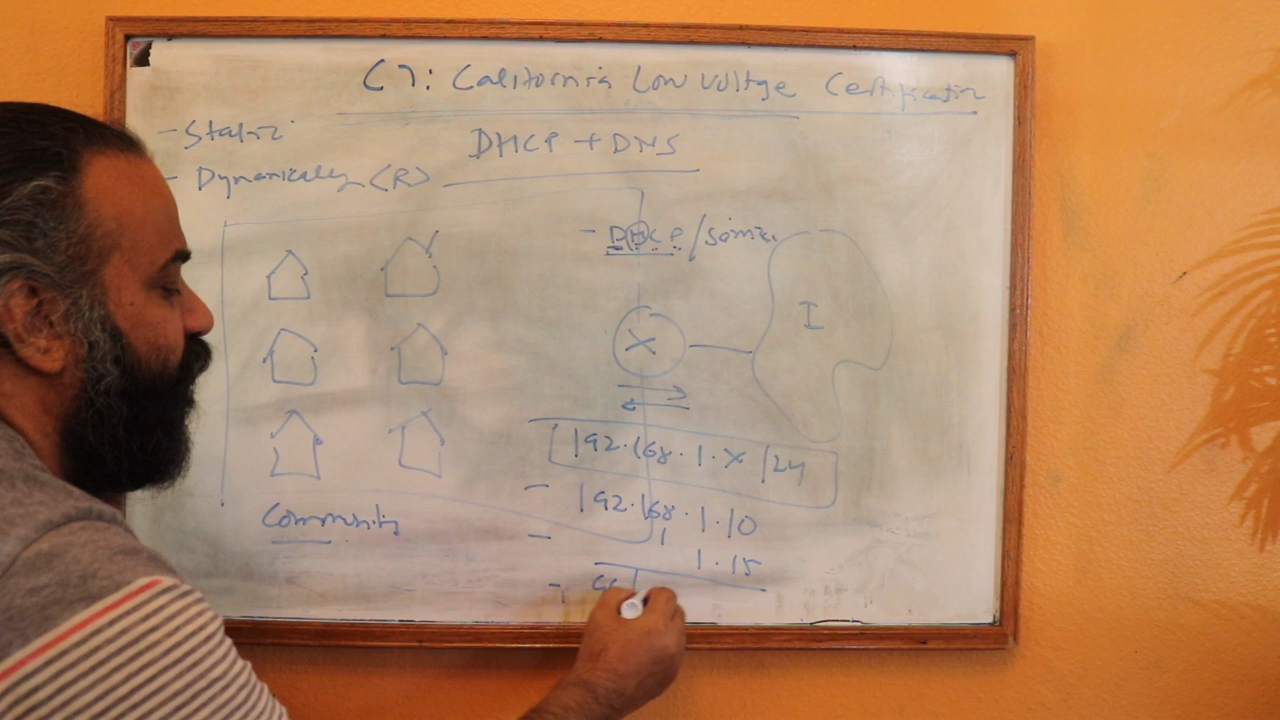 C7: California Low Voltage Certification
- Static
DHCP + DNS
- Dynamically (R)
- DHCP/
X
I
192.168.1.X /24
- 192.168.1.10
- 1.15
Community